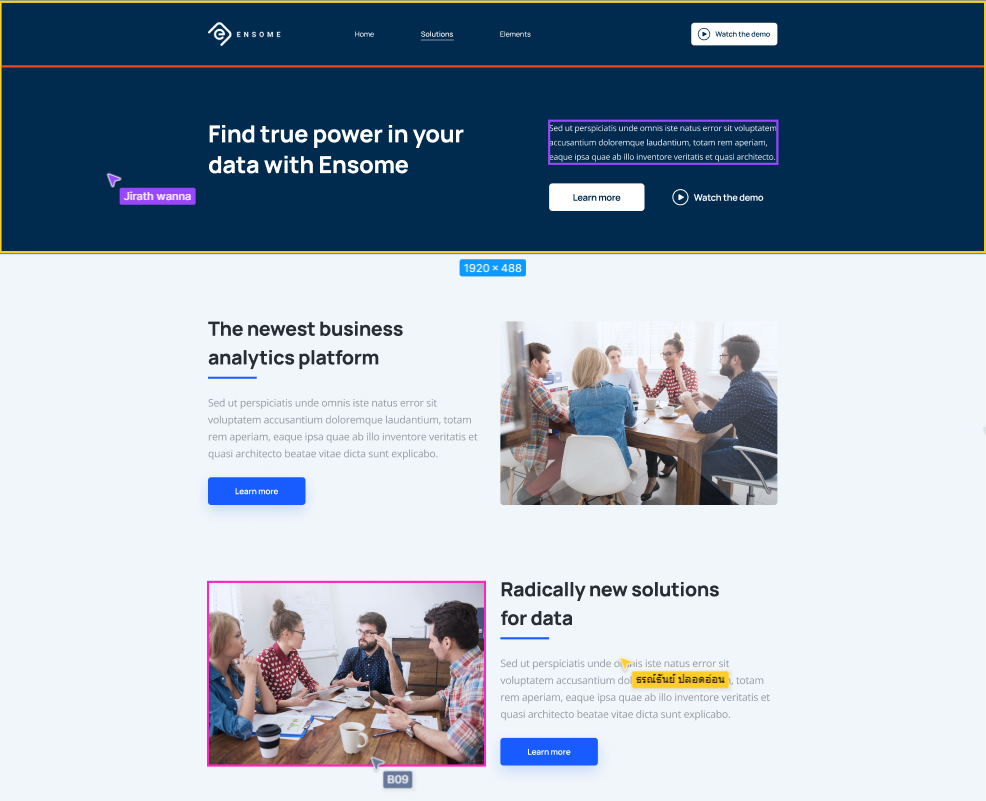 ENSOME
Home
Solutions
Elements
Watch the demo
Find true power in your
data with Ensome
Sed ut perspiciatis unde omnis iste natus error sit voluptatem
accusantium doloremque laudantium, totam rem aperiam,
eaque ipsa quae ab illo inventore veritatis et quasi architecto.
Learn more
Watch the demo
Jirath wanna
1920 × 488
The newest business
analytics platform
Sed ut perspiciatis unde omnis iste natus error sit
voluptatem accusantium doloremque laudantium, totam
rem aperiam, eaque ipsa quae ab illo inventore veritatis et
quasi architecto beatae vitae dicta sunt explicabo.
Learn more
Radically new solutions
for data
Sed ut perspiciatis unde iste natus error sit
voluptatem accusantium totam
rem aperiam, eaque ipsa quae ab illo inventore veritatis et
quasi architecto beatae vitae dicta sunt explicabo.
ธรณ์ธันย์ ปลอดอ่อน
Learn more
B09